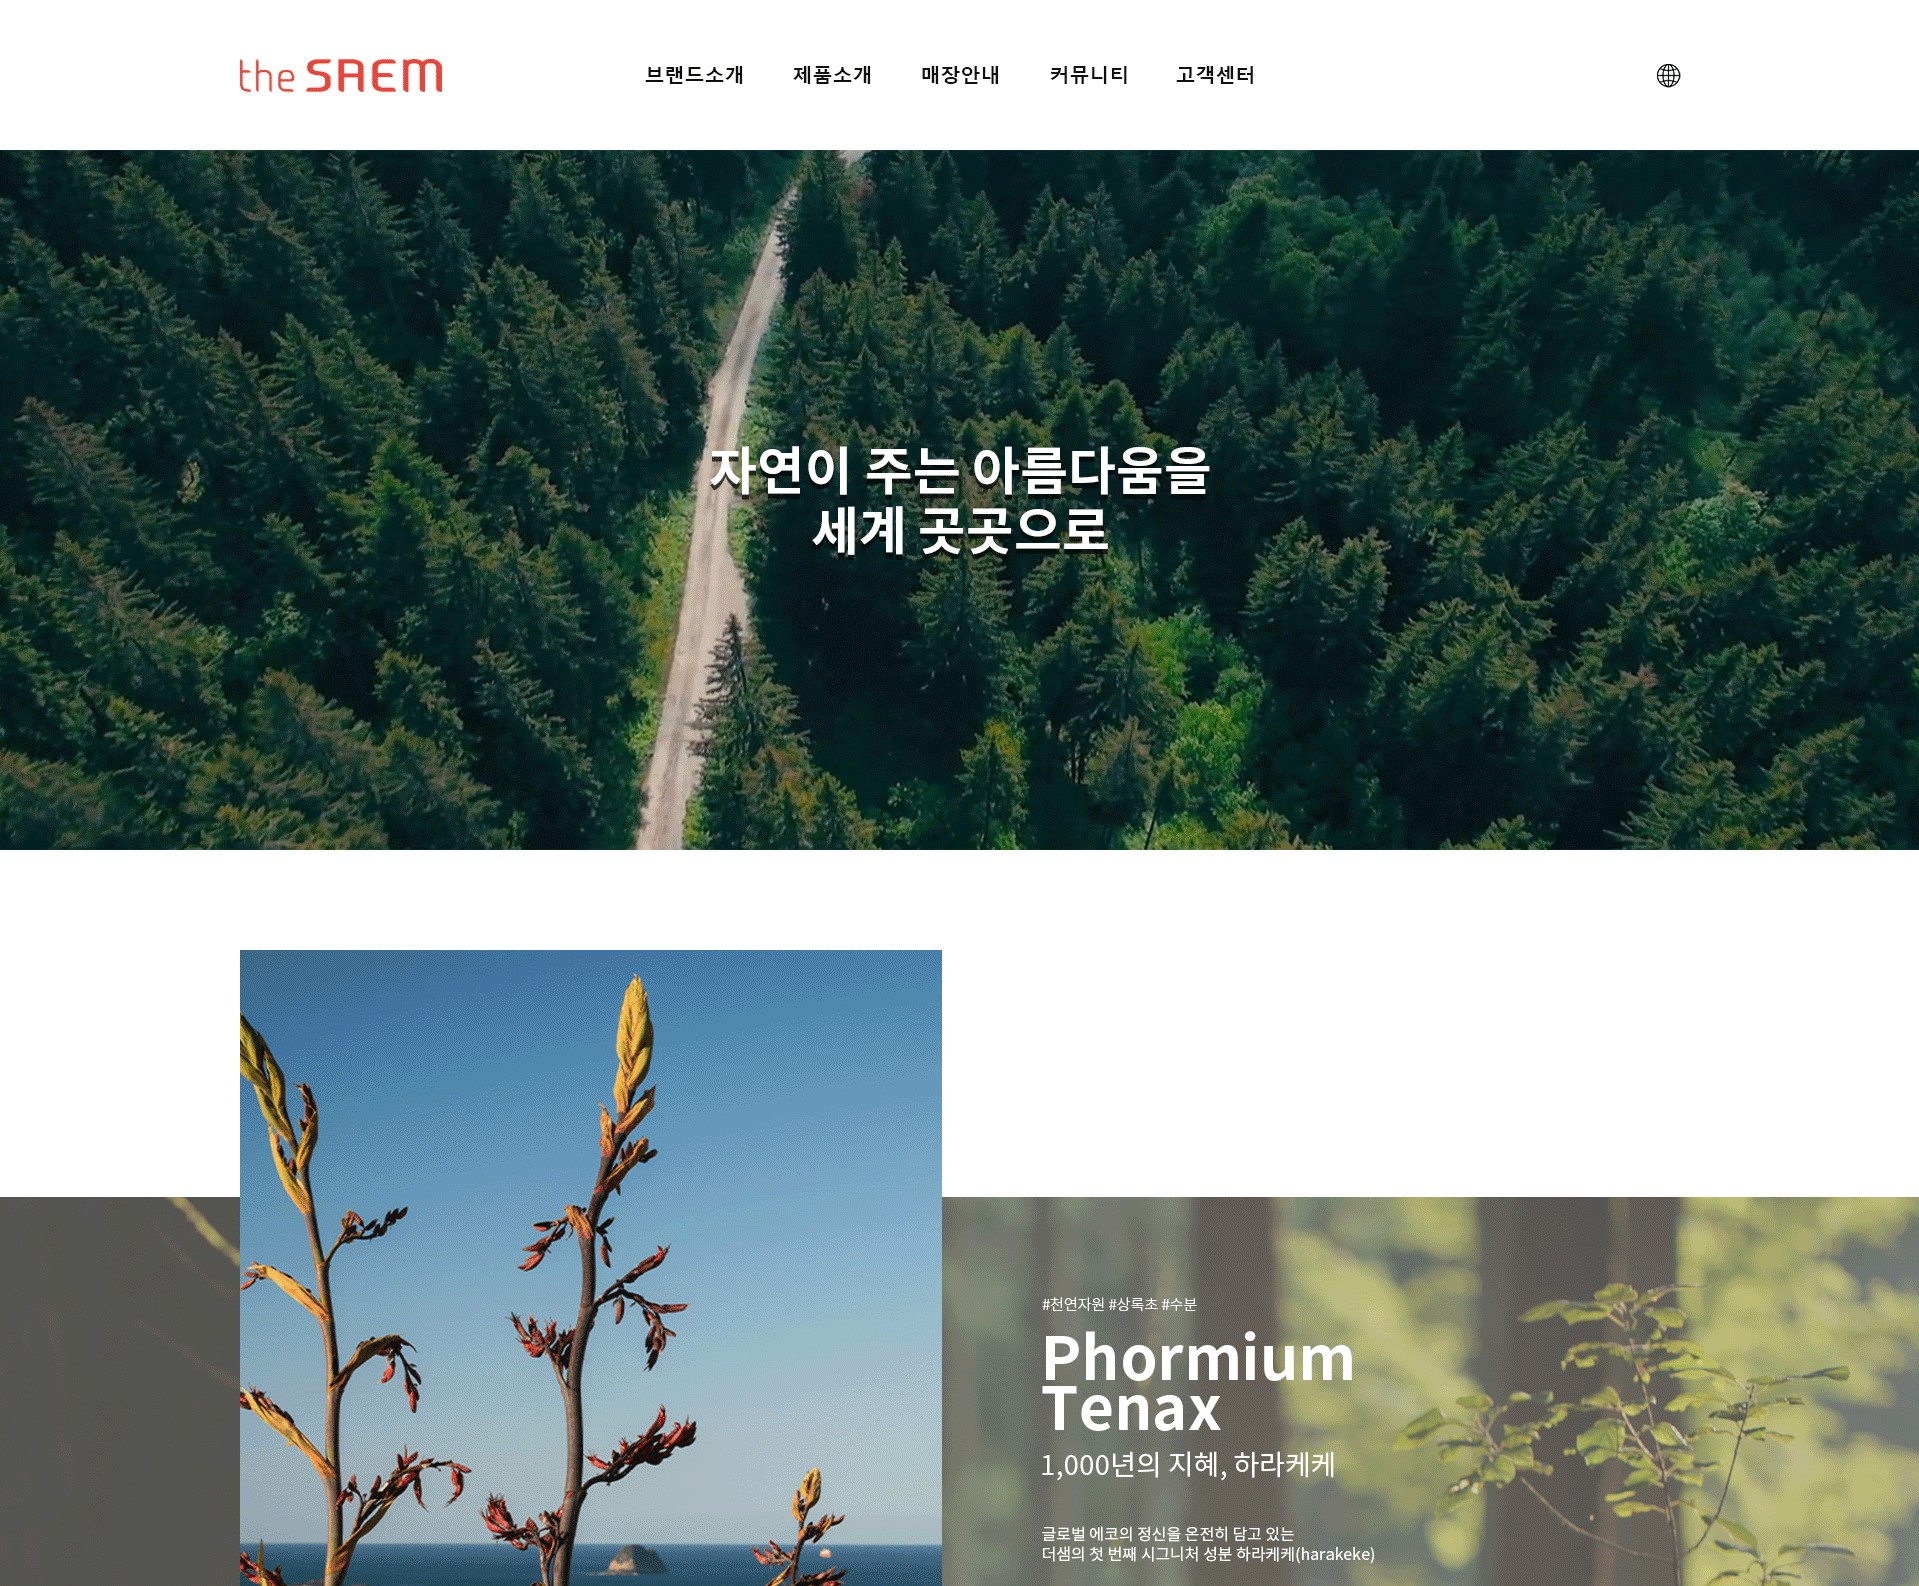 the SAEM
브랜드소개 제품소개 매장안내 커뮤니티 고객센터
자연이 주는 아름다움을
세계 곳곳으로
#천연자원 #상록초 #수분
Phormium
Tenax
1,000년의 지혜, 하라케케
글로벌 에코의 정신을 온전히 담고 있는
더샘의 첫 번째 시그니처 성분 하라케케(harakeke)